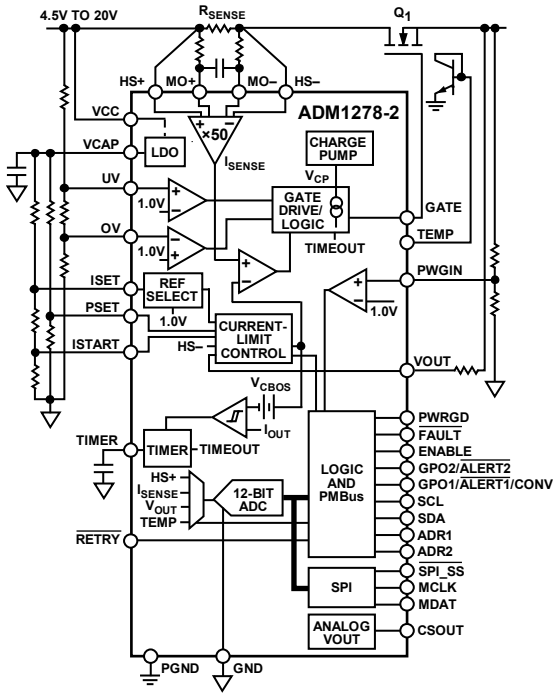 4.5V TO 20V
RSENSE
Q1
HS+ MO+ MO– HS–
ADM1278-2
VCC
+ –
×50
VCAP
LDO
ISENSE
CHARGE
PUMP
VCP
UV
+
–
1.0V
GATE
DRIVE/
LOGIC
GATE
TIMEOUT
TEMP
OV
–
+
1.0V
+ –
PWGIN
+
–
1.0V
ISET
REF
SELECT
1.0V
PSET
CURRENT-
LIMIT
CONTROL
HS–
ISTART
VOUT
VCBOS
IOUT
TIMER
TIMER
TIMEOUT
LOGIC
AND
PMBus
PWRGD
FAULT
ENABLE
GPO2/ALERT2
GPO1/ALERT1/CONV
SCL
SDA
ADR1
ADR2
HS+
ISENSE
VOUT
TEMP
12-BIT
ADC
RETRY
SPI
SPI_SS
MCLK
MDAT
ANALOG
VOUT
CSOUT
PGND
GND